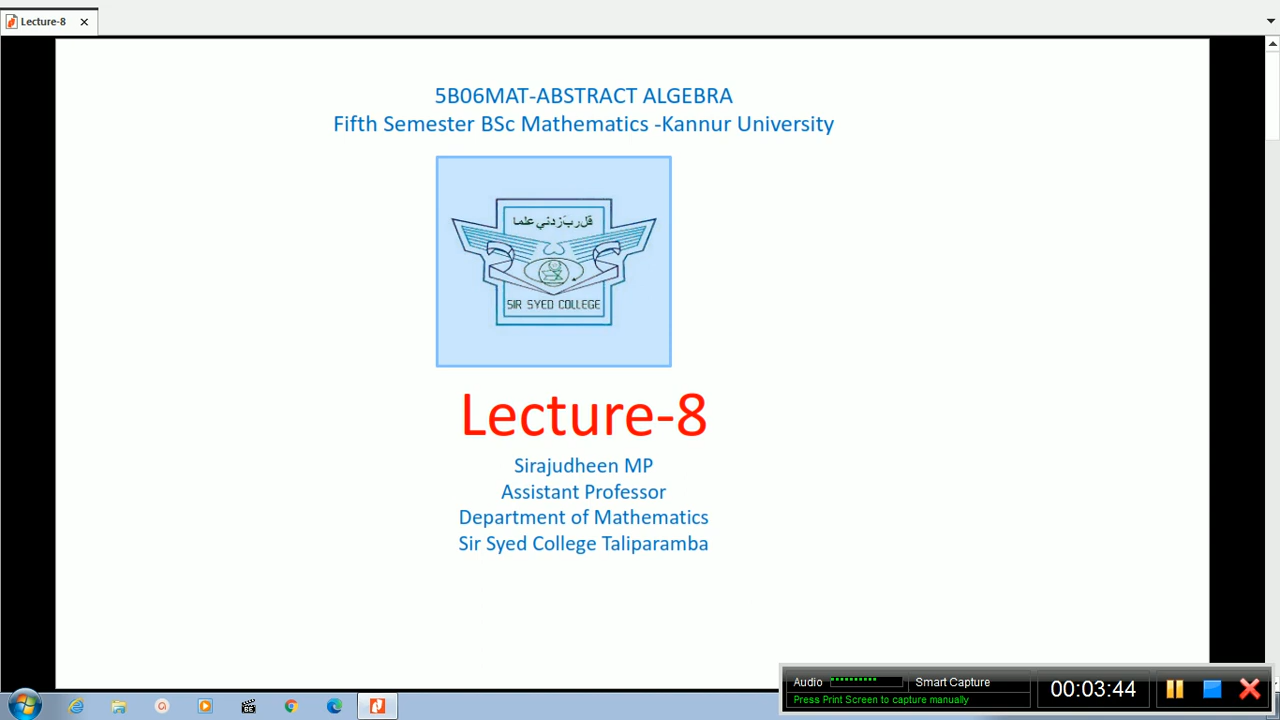 Lecture-8
5B06MAT-ABSTRACT ALGEBRA
Fifth Semester BSc Mathematics -Kannur University
قل ربّ زدني علما
SIR SYED COLLEGE
Lecture-8
Sirajudheen MP
Assistant Professor
Department of Mathematics
Sir Syed College Taliparamba
Audio
Smart Capture
Press Print Screen to capture manually
00:03:44